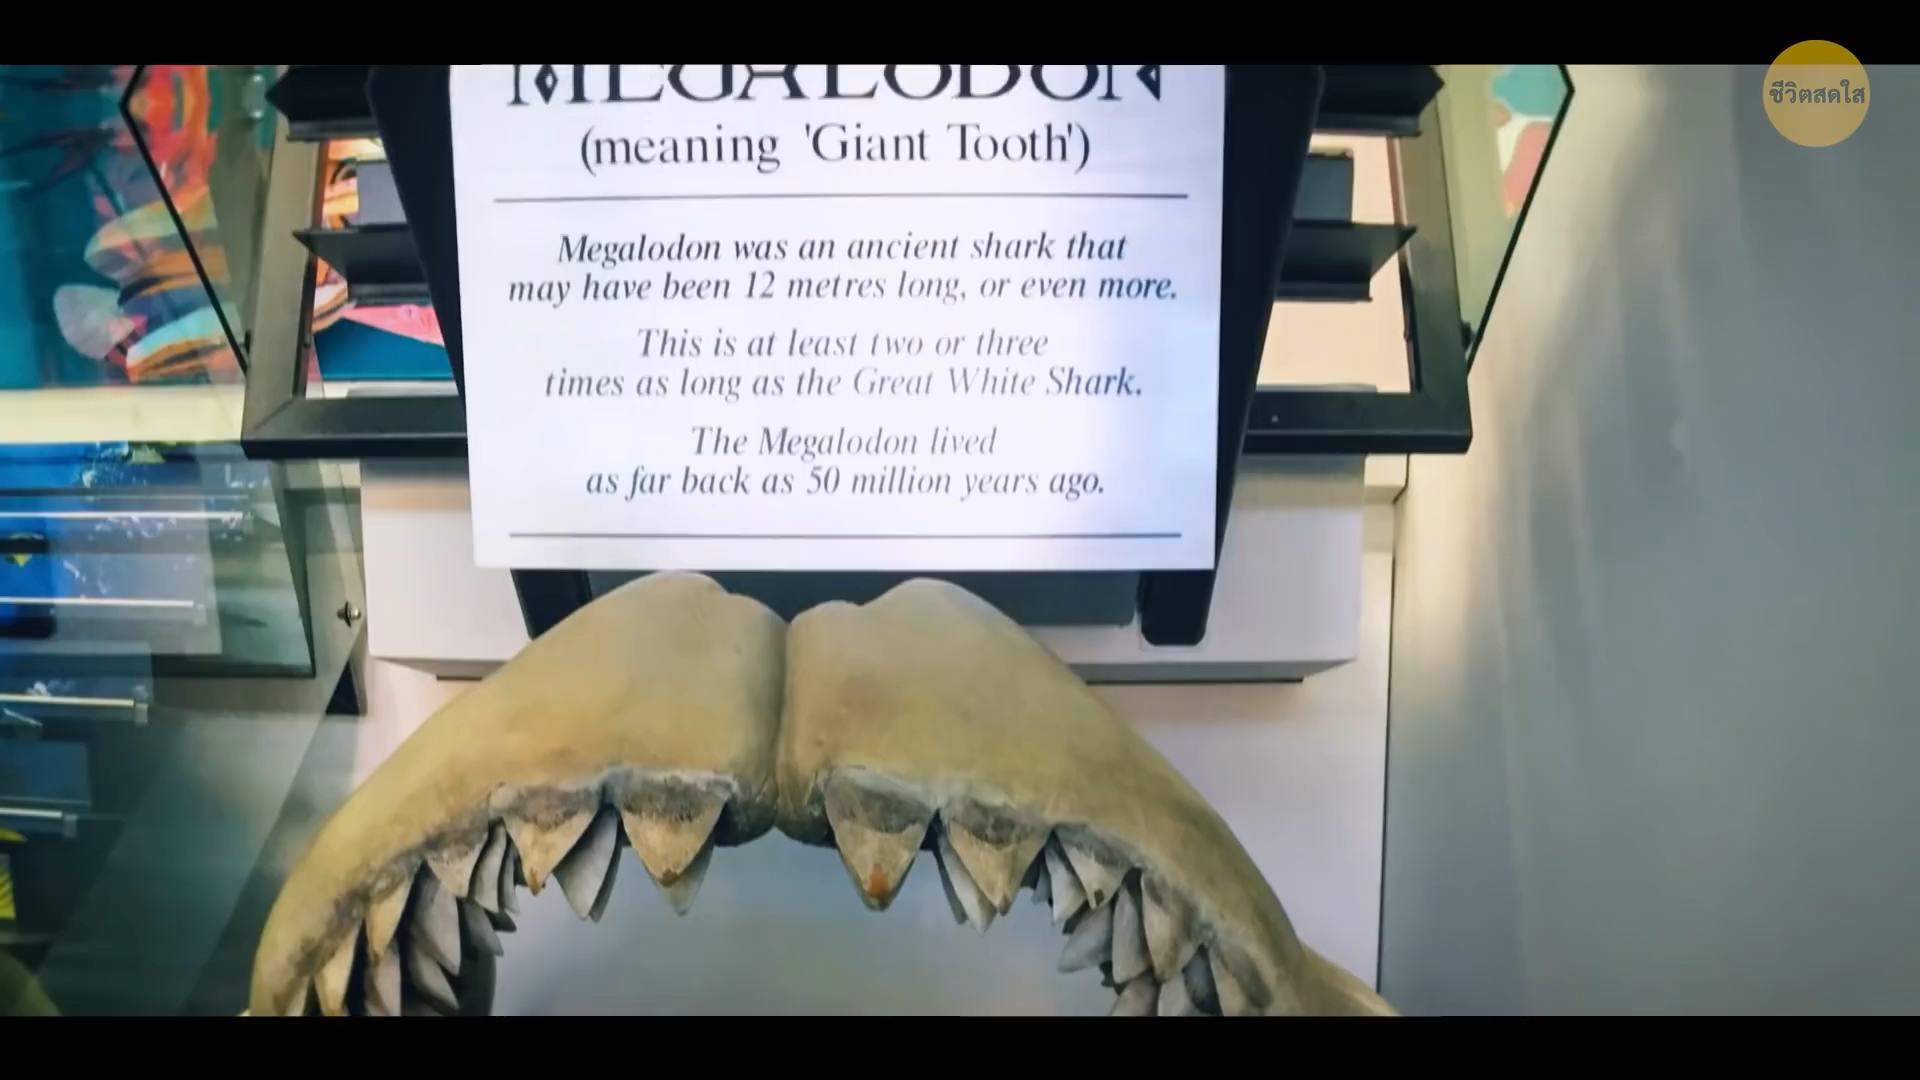 MEGALODON
ชีวิตสดใส
(meaning 'Giant Tooth')
Megalodon was an ancient shark that
may have been 12 metres long, or even more.
This is at least two or three
times as long as the Great White Shark.
The Megalodon lived
as far back as 50 million years ago.